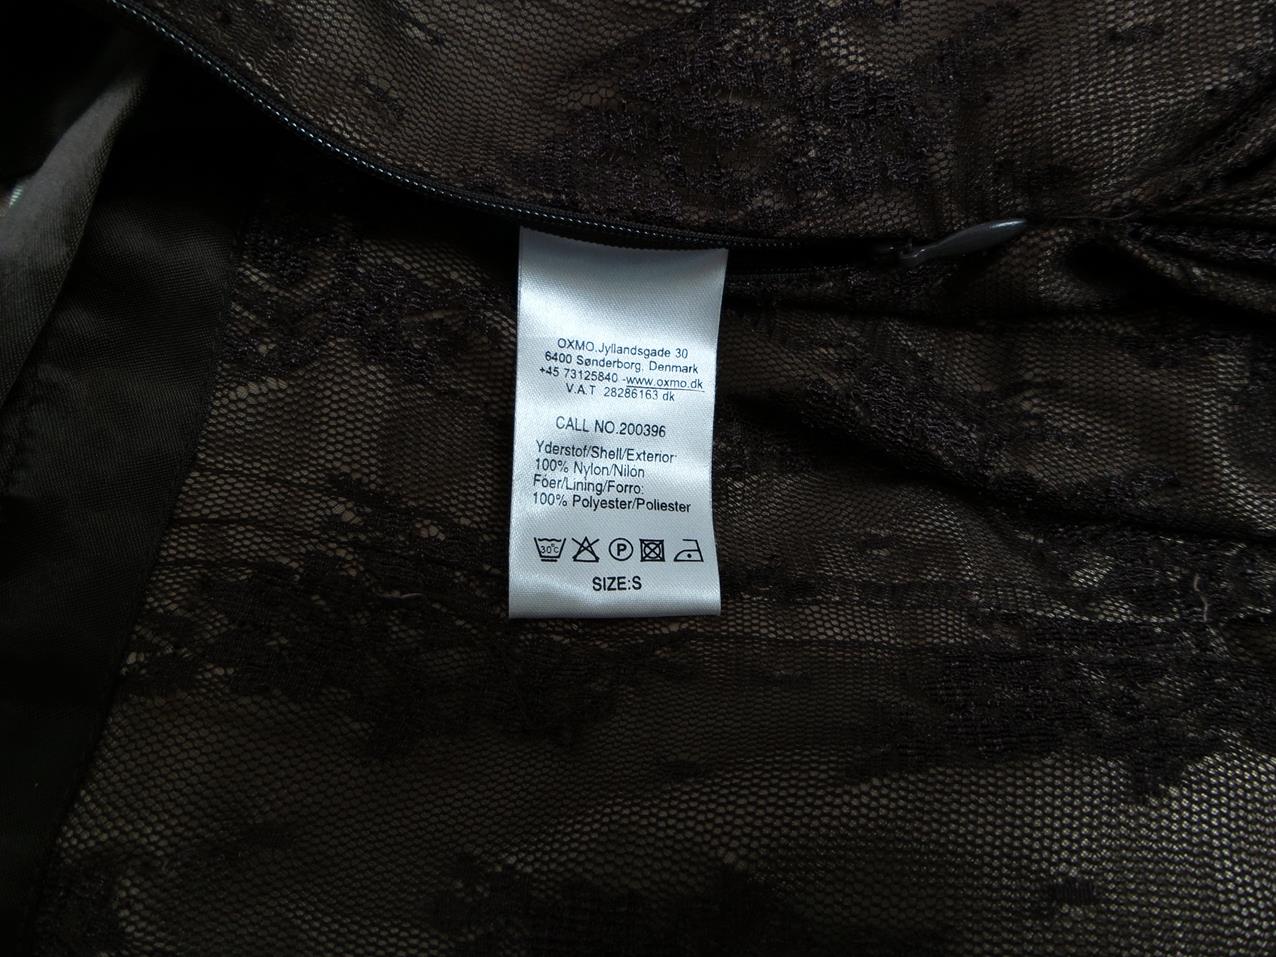 OXMO.Jyllandsgade 30
6400 Sønderborg, Denmark
+45 73125840 -www.oxmo.dk
V.A.T 28286163 dk
CALL NO.200396
Yderstof/Shell/Exterior:
100% Nylon/Nilón
Fóer/Lining/Forro:
100% Polyester/Poliester
30°C P
SIZE:S